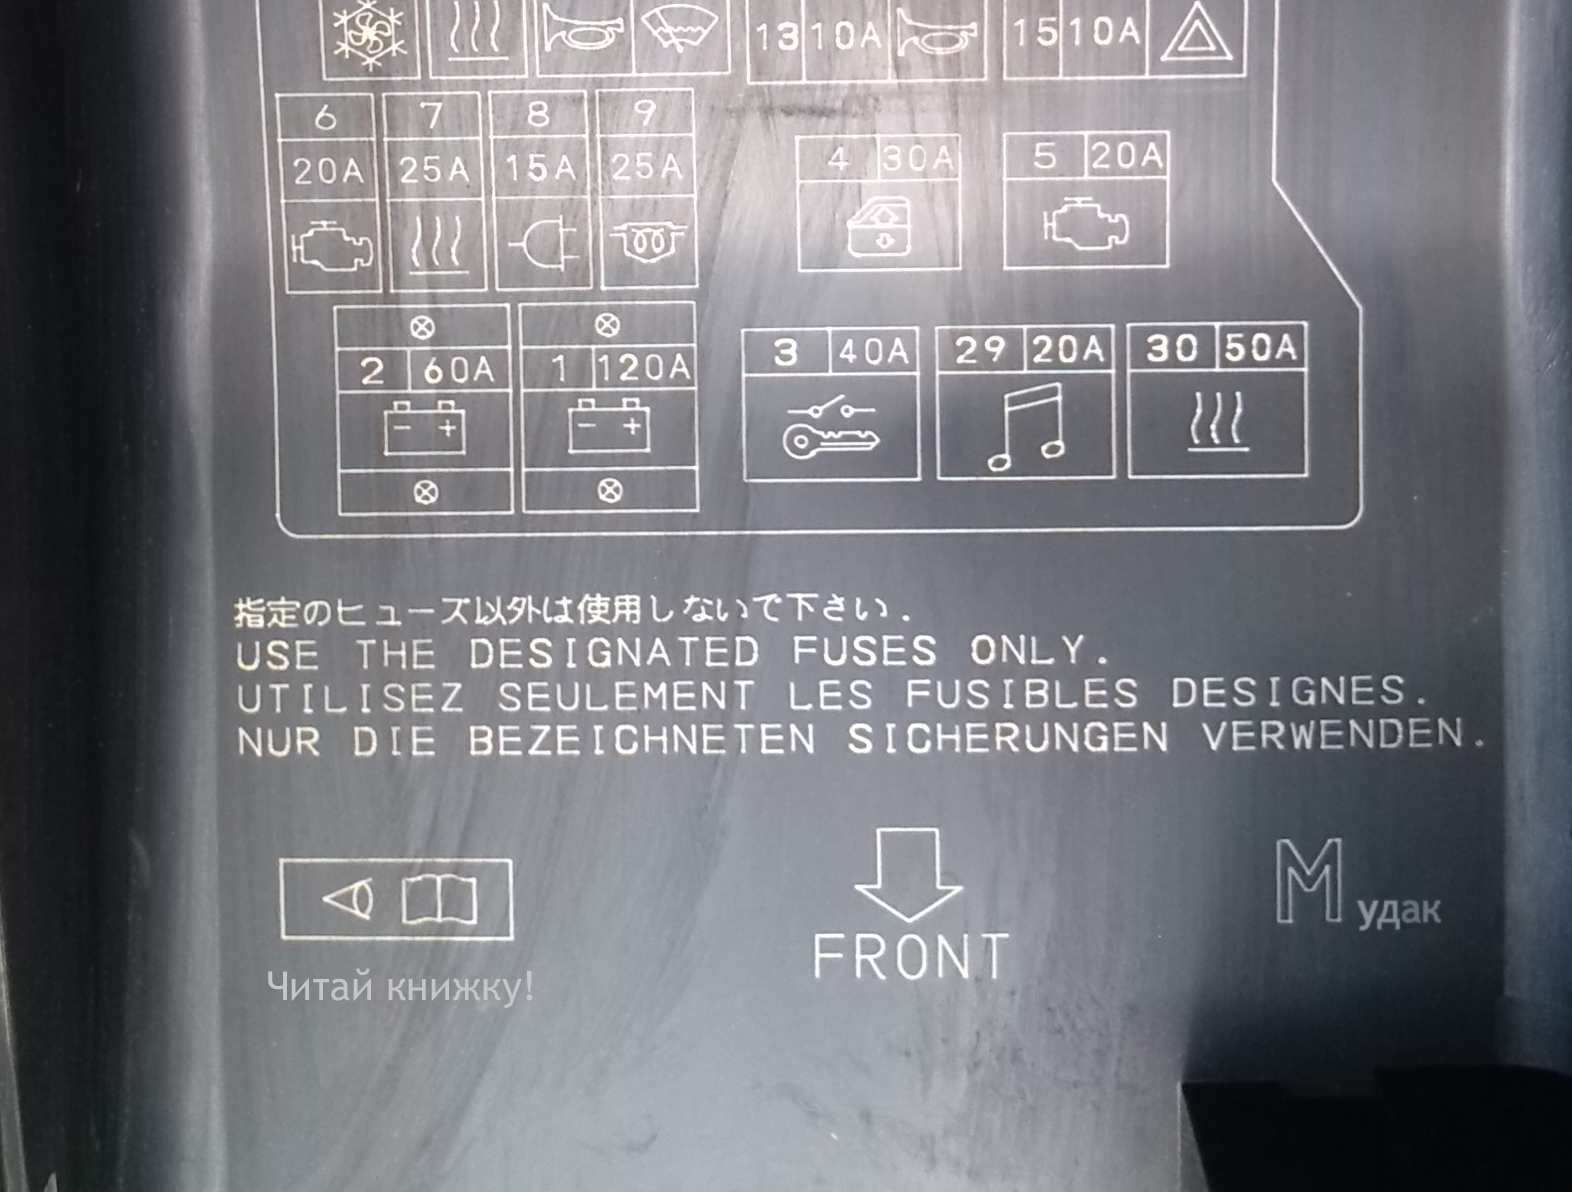 13 10A 15 10A
6 7 8 9
20A 25A 15A 25A
4 30A 5 20A
2 60A 1 120A 3 40A 29 20A 30 50A
- + - +
指定のヒューズ以外は使用しないで下さい.
USE THE DESIGNATED FUSES ONLY.
UTILISEZ SEULEMENT LES FUSIBLES DESIGNES.
NUR DIE BEZEICHNETEN SICHERUNGEN VERWENDEN.
Мудак
FRONT
Читай книжку!